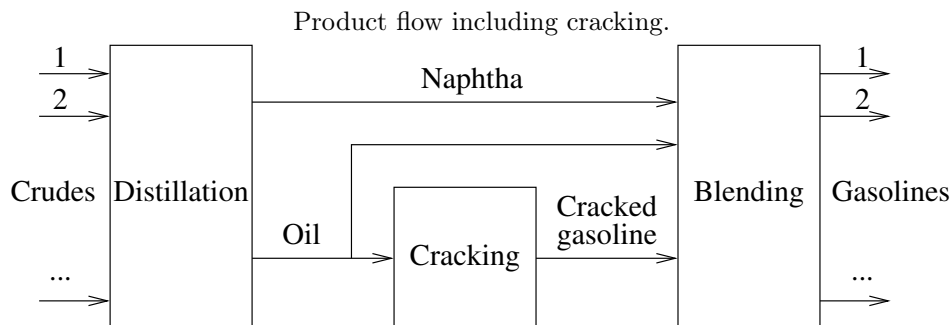 Product flow including cracking.
1
2
Crudes
...
Distillation
Naphtha
Oil
Cracking
Cracked
gasoline
Blending
1
2
Gasolines
...